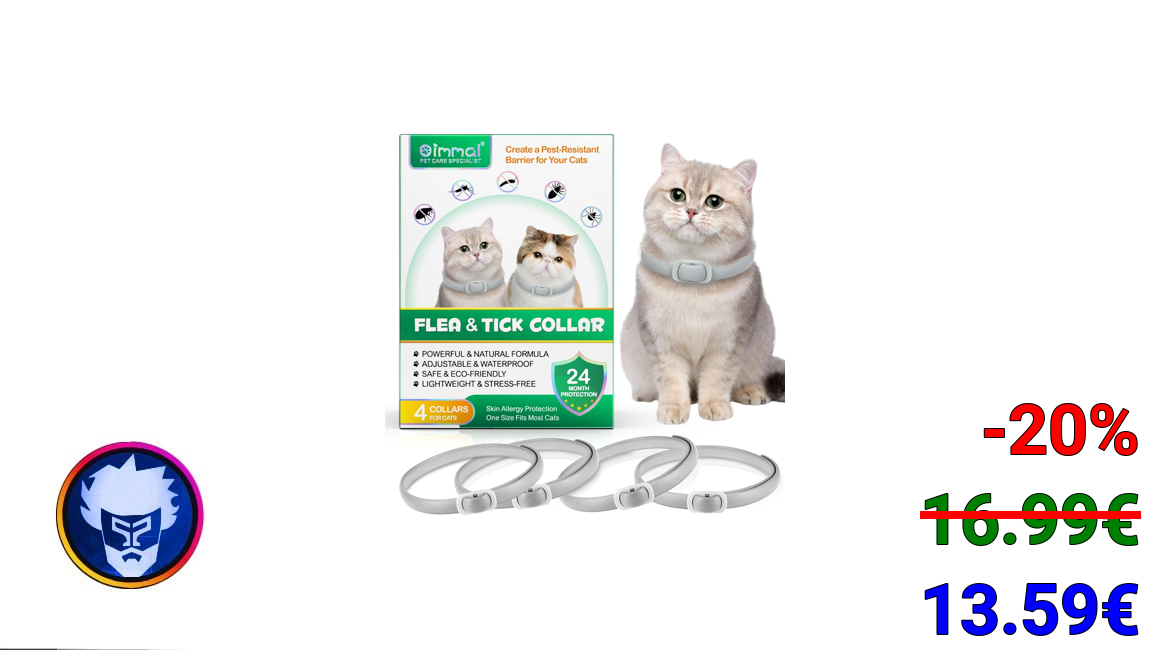 immal®
PET CARE SPECIALIST
Create a Pest-Resistant
Barrier for Your Cats
FLEA & TICK COLLAR
POWERFUL & NATURAL FORMULA
ADJUSTABLE & WATERPROOF
SAFE & ECO-FRIENDLY
LIGHTWEIGHT & STRESS-FREE
24
MONTH
PROTECTION
4 COLLARS
FOR CATS
Skin Allergy Protection
One Size Fits Most Cats
-20%
16.99€
13.59€